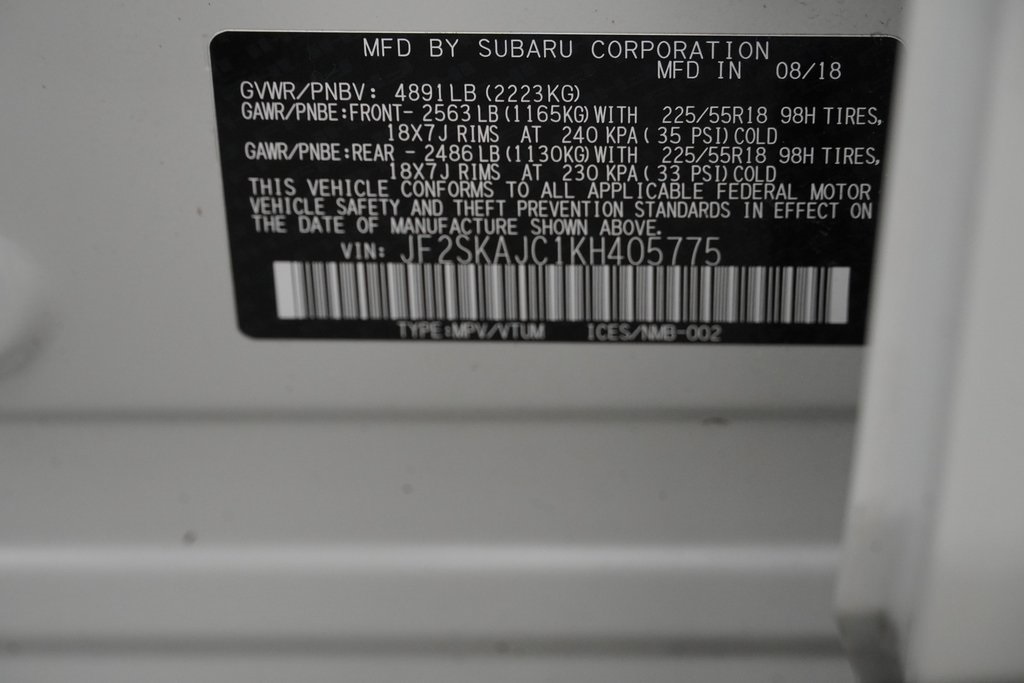 MFD BY SUBARU CORPORATION
MFD IN 08/18
GVWR/PNBV: 4891LB (2223KG)
GAWR/PNBE:FRONT- 2563 LB (1165KG) WITH 225/55R18 98H TIRES,
18X7J RIMS AT 240 KPA ( 35 PSI) COLD
GAWR/PNBE:REAR - 2486 LB (1130KG) WITH 225/55R18 98H TIRES,
18X7J RIMS AT 230 KPA ( 33 PSI) COLD
THIS VEHICLE CONFORMS TO ALL APPLICABLE FEDERAL MOTOR
VEHICLE SAFETY AND THEFT PREVENTION STANDARDS IN EFFECT ON
THE DATE OF MANUFACTURE SHOWN ABOVE.
VIN: JF2SKAJC1KH405775
TYPE:MPV/VTUM ICES/NMB-002